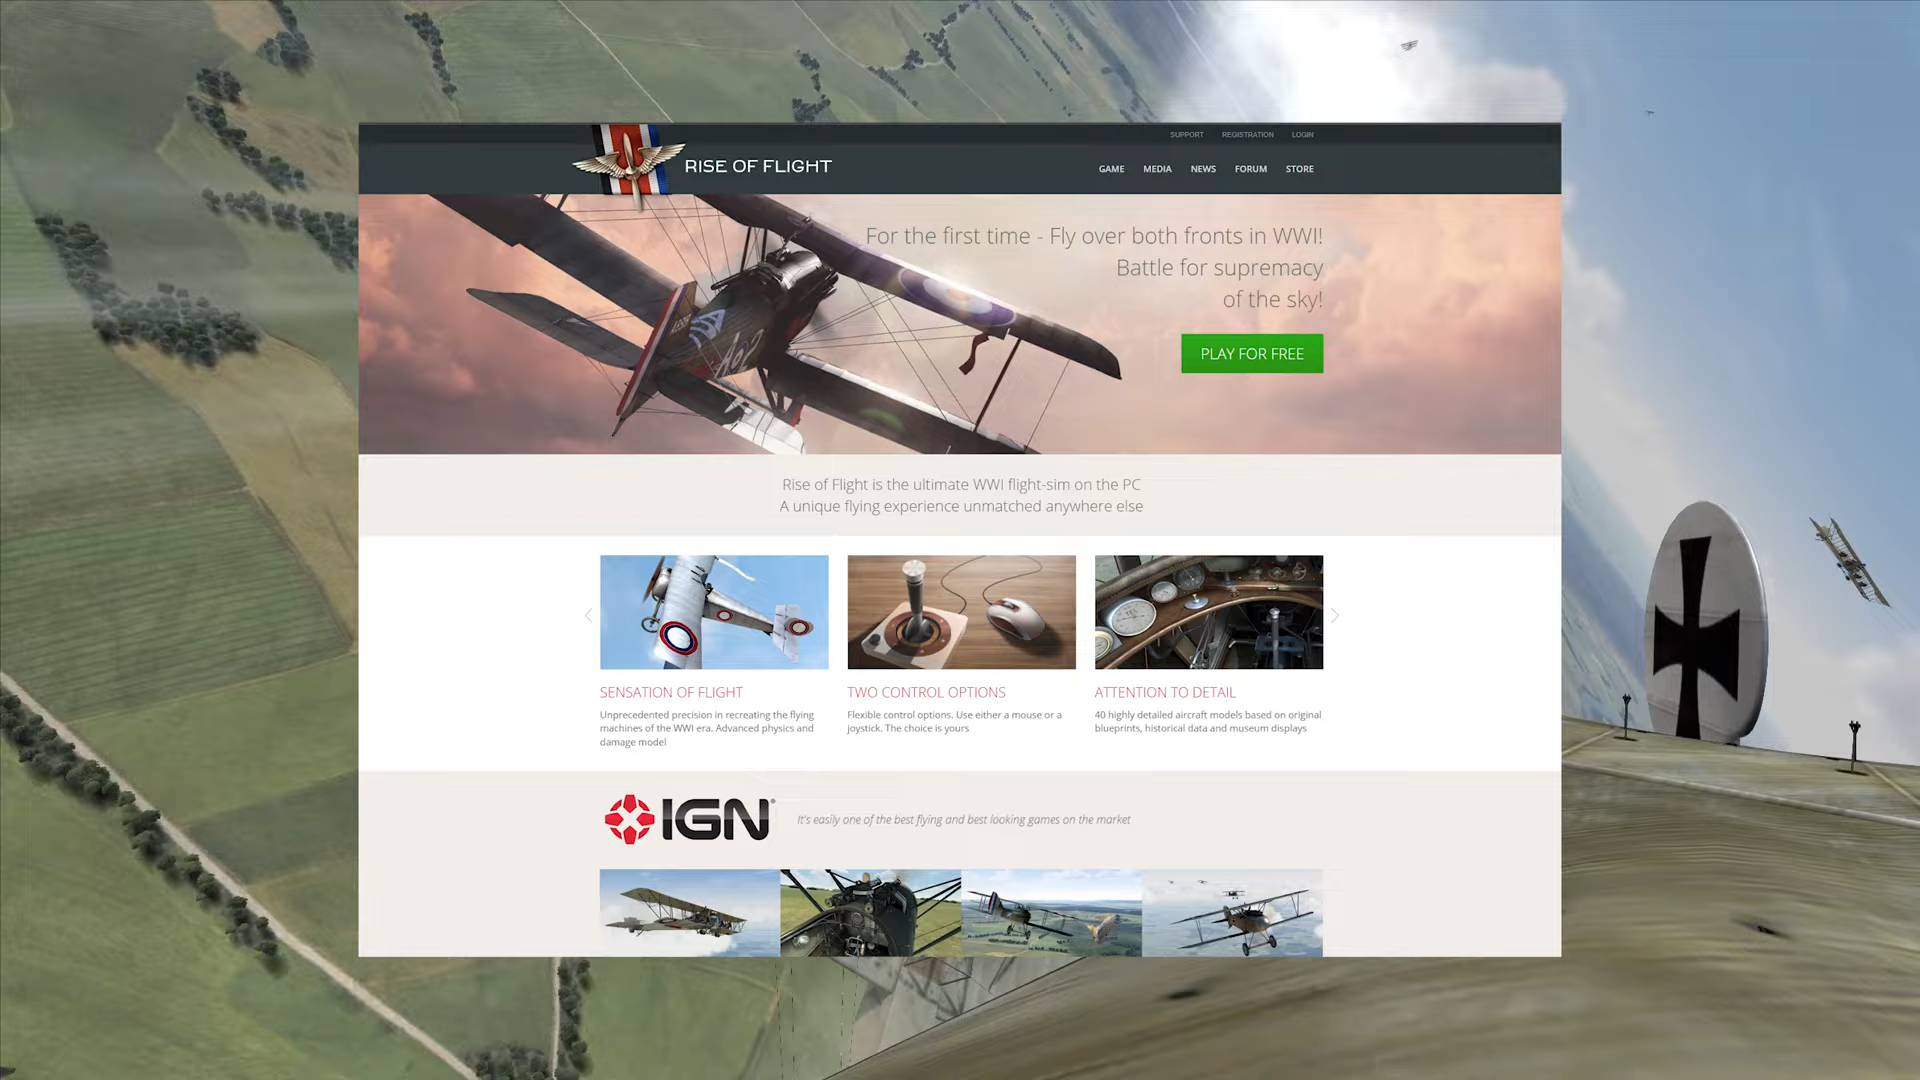 SUPPORT REGISTRATION LOGIN
RISE OF FLIGHT
GAME MEDIA NEWS FORUM STORE
For the first time - Fly over both fronts in WWI!
Battle for supremacy
of the sky!
PLAY FOR FREE
A62
Rise of Flight is the ultimate WWI flight-sim on the PC
A unique flying experience unmatched anywhere else
SENSATION OF FLIGHT
Unprecedented precision in recreating the flying
machines of the WWI era. Advanced physics and
damage model
TWO CONTROL OPTIONS
Flexible control options. Use either a mouse or a
joystick. The choice is yours
ATTENTION TO DETAIL
40 highly detailed aircraft models based on original
blueprints, historical data and museum displays
IGN
It's easily one of the best flying and best looking games on the market